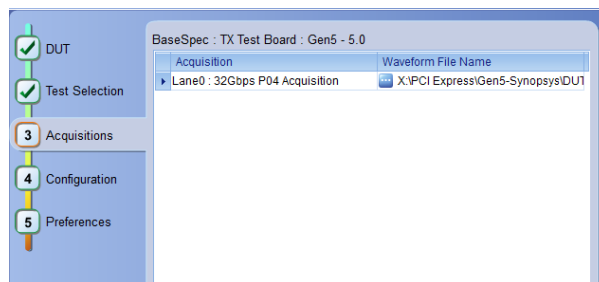 DUT
Test Selection
3 Acquisitions
4 Configuration
5 Preferences
BaseSpec : TX Test Board : Gen5 - 5.0
Acquisition Waveform File Name
Lane0 : 32Gbps P04 Acquisition X:\PCI Express\Gen5-Synopsys\DUT